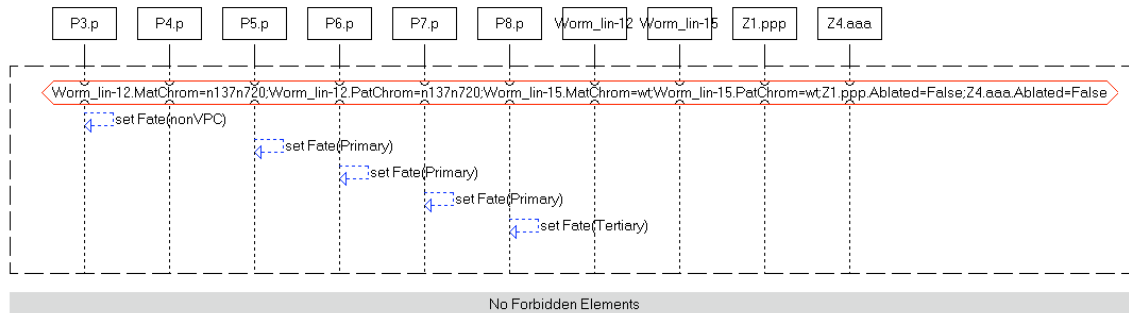 P3.p P4.p P5.p P6.p P7.p P8.p Worm_lin-12 Worm_lin-15 Z1.ppp Z4.aaa
Worm_lin-12.MatChrom=n137n720;Worm_lin-12.PatChrom=n137n720;Worm_lin-15.MatChrom=wt;Worm_lin-15.PatChrom=wt;Z1.ppp.Ablated=False;Z4.aaa.Ablated=False
set Fate(nonVPC)
set Fate(Primary)
set Fate(Primary)
set Fate(Primary)
set Fate(Tertiary)
No Forbidden Elements